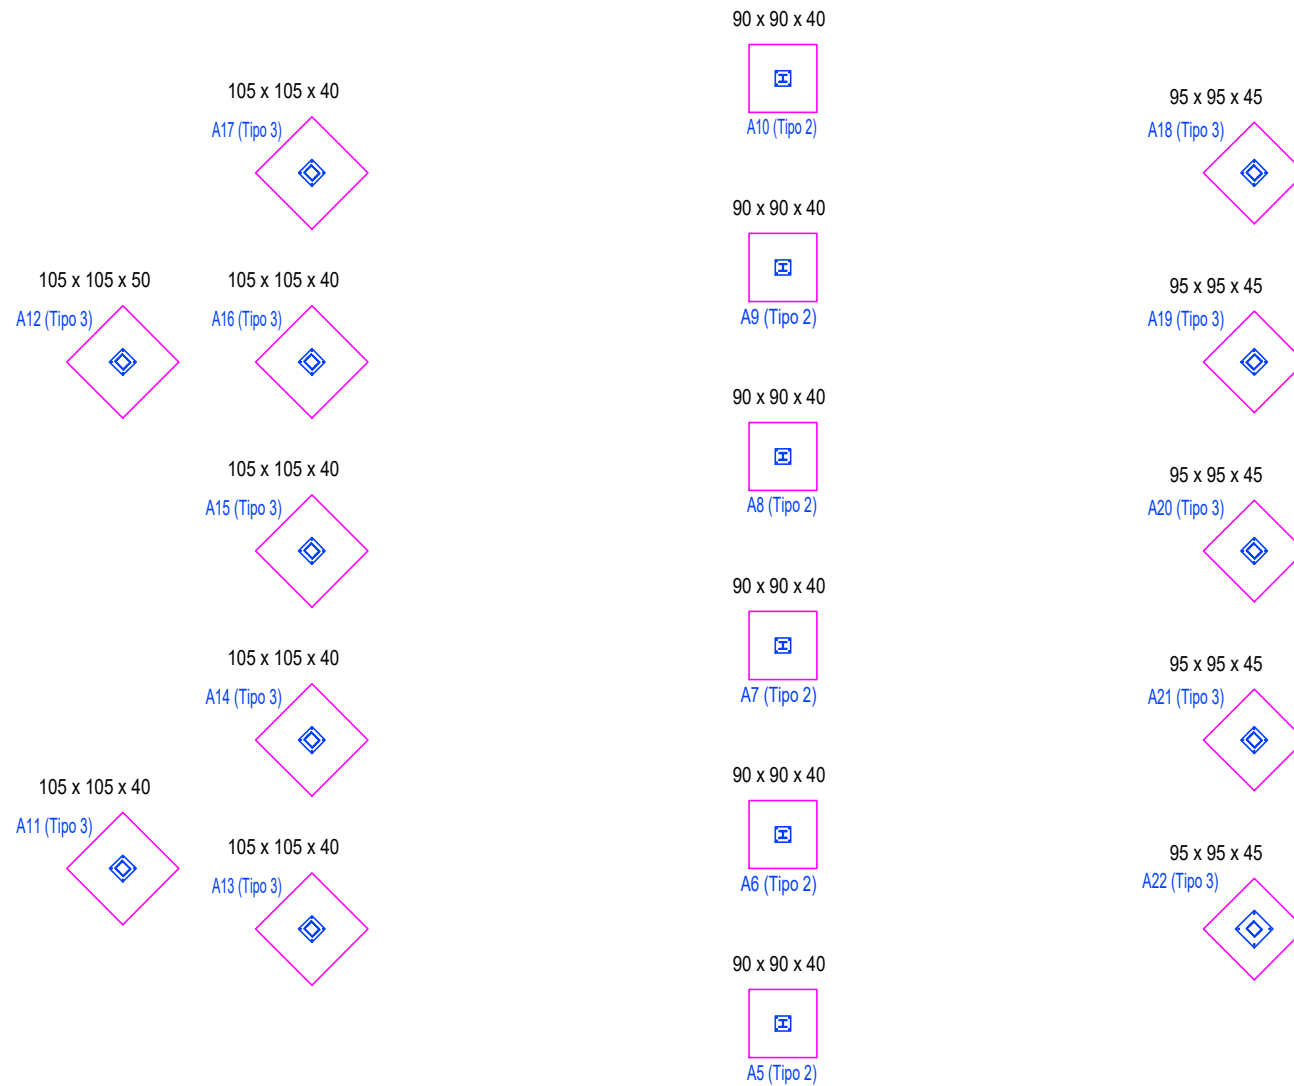 90 x 90 x 40
A10 (Tipo 2)
105 x 105 x 40
A17 (Tipo 3)
95 x 95 x 45
A18 (Tipo 3)
90 x 90 x 40
A9 (Tipo 2)
105 x 105 x 50
A12 (Tipo 3)
105 x 105 x 40
A16 (Tipo 3)
95 x 95 x 45
A19 (Tipo 3)
90 x 90 x 40
A8 (Tipo 2)
105 x 105 x 40
A15 (Tipo 3)
95 x 95 x 45
A20 (Tipo 3)
90 x 90 x 40
A7 (Tipo 2)
105 x 105 x 40
A14 (Tipo 3)
95 x 95 x 45
A21 (Tipo 3)
90 x 90 x 40
A6 (Tipo 2)
105 x 105 x 40
A11 (Tipo 3)
105 x 105 x 40
A13 (Tipo 3)
95 x 95 x 45
A22 (Tipo 3)
90 x 90 x 40
A5 (Tipo 2)